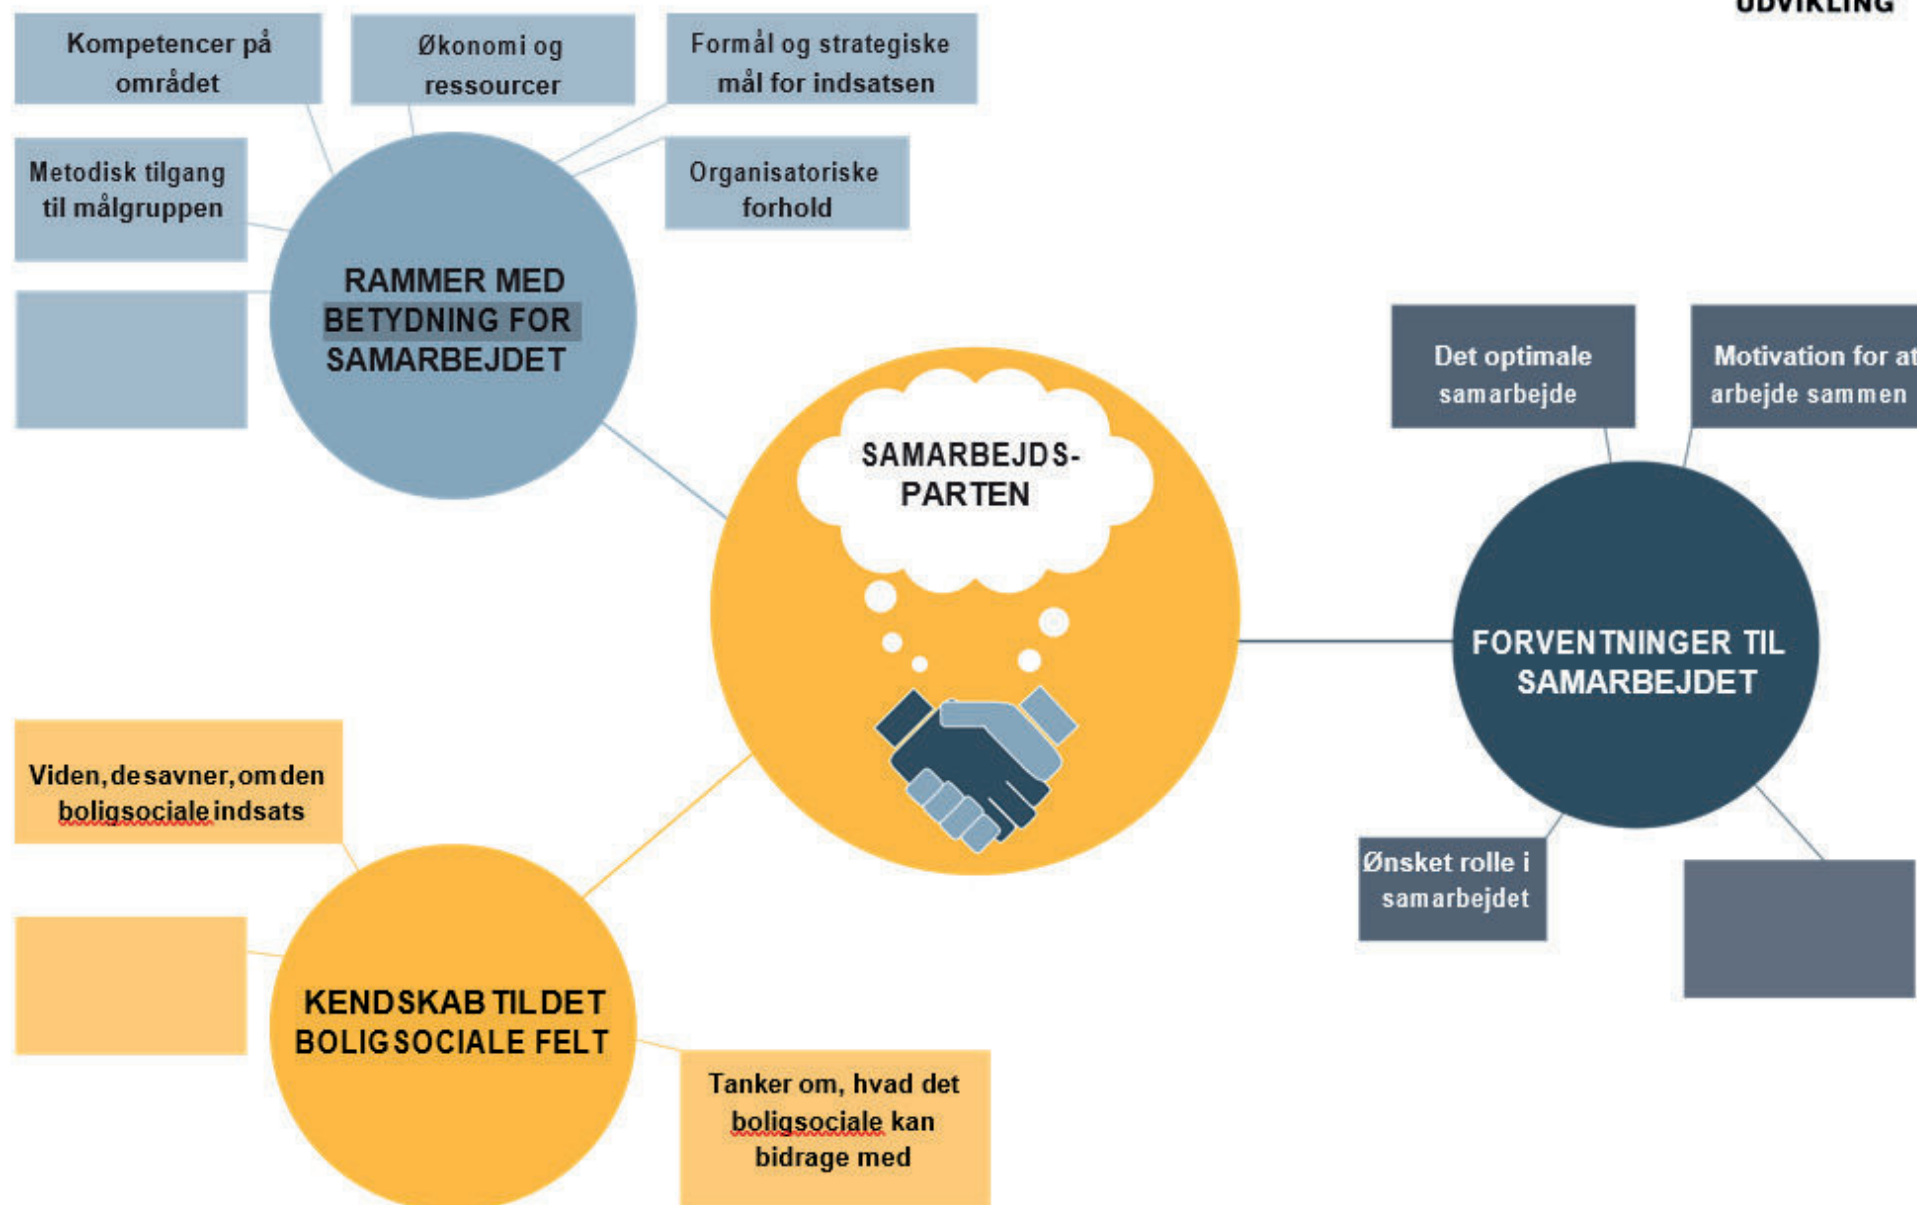 UDVIKLING
Kompetencer på
området
Økonomi og
ressourcer
Formål og strategiske
mål for indsatsen
Metodisk tilgang
til målgruppen
Organisatoriske
forhold
RAMMER MED
BETYDNING FOR
SAMARBEJDET
SAMARBEJDS-
PARTEN
Det optimale
samarbejde
Motivation for at
arbejde sammen
FORVENTNINGER TIL
SAMARBEJDET
Ønsket rolle i
samarbejdet
Viden, de savner, om den
boligsociale indsats
KENDSKAB TIL DET
BOLIGSOCIALE FELT
Tanker om, hvad det
boligsociale kan
bidrage med